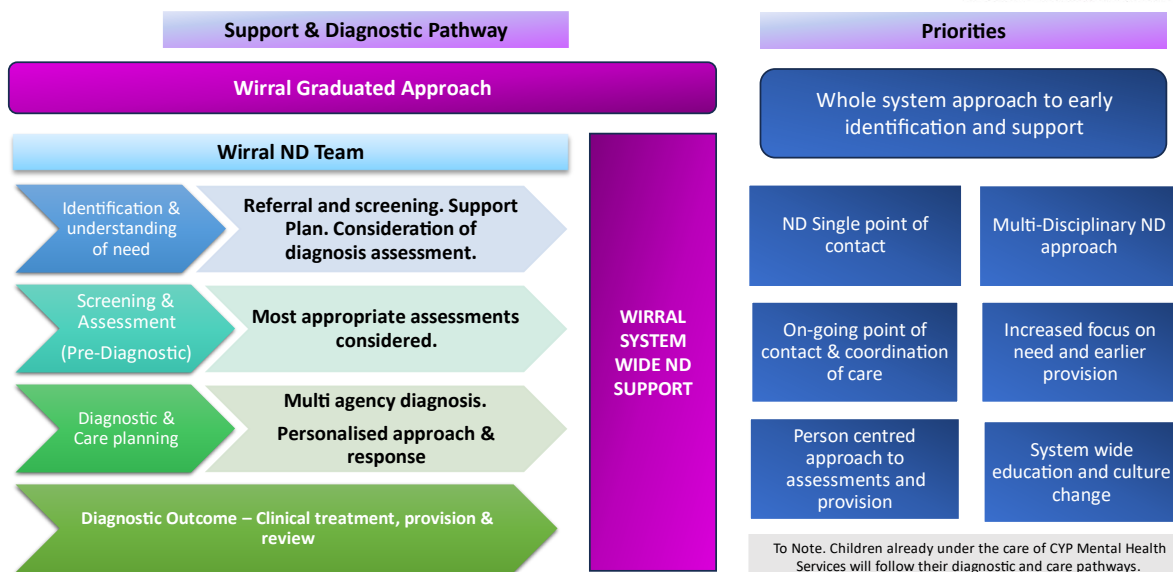 Support & Diagnostic Pathway
Wirral Graduated Approach
Wirral ND Team
Identification &
understanding
of need
Referral and screening. Support
Plan. Consideration of
diagnosis assessment.
Screening &
Assessment
(Pre-Diagnostic)
Most appropriate assessments
considered.
Diagnostic &
Care planning
Multi agency diagnosis.
Personalised approach &
response
Diagnostic Outcome – Clinical treatment, provision &
review
WIRRAL
SYSTEM
WIDE ND
SUPPORT
Priorities
Whole system approach to early
identification and support
ND Single point of
contact
Multi-Disciplinary ND
approach
On-going point of
contact & coordination
of care
Increased focus on
need and earlier
provision
Person centred
approach to
assessments and
provision
System wide
education and culture
change
To Note. Children already under the care of CYP Mental Health
Services will follow their diagnostic and care pathways.